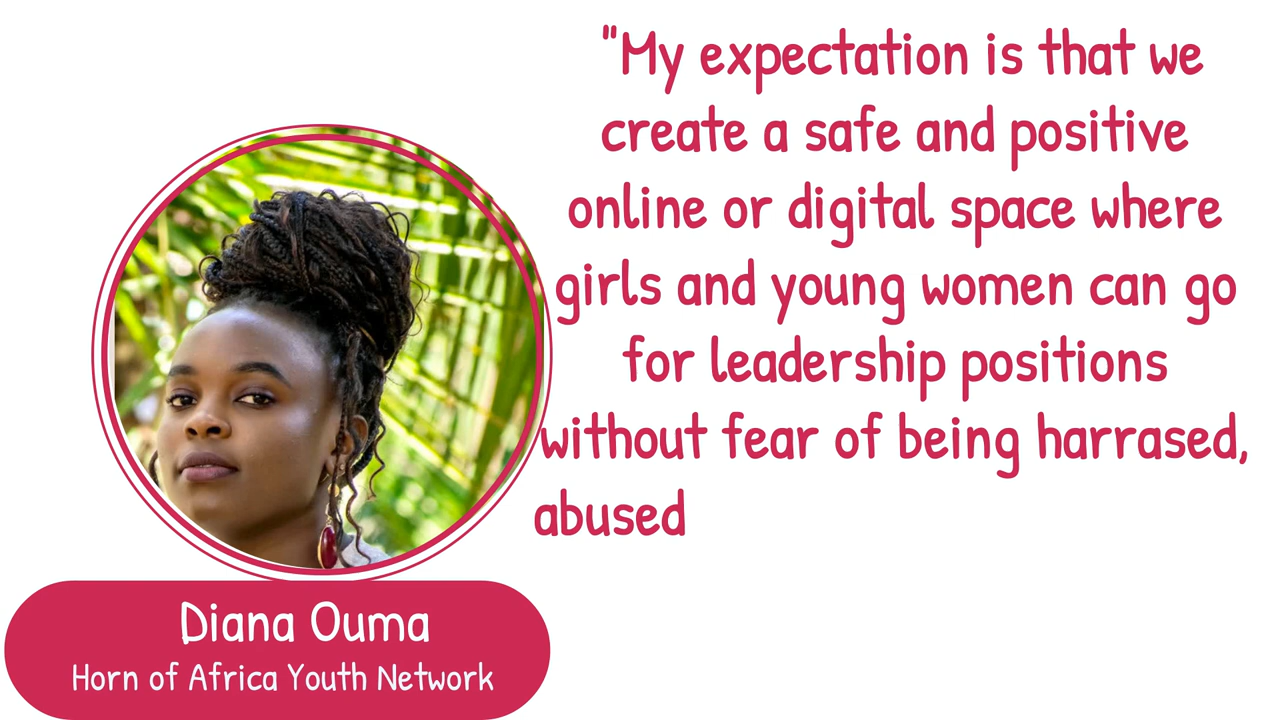 "My expectation is that we
create a safe and positive
online or digital space where
girls and young women can go
for leadership positions
without fear of being harrased,
abused
Diana Ouma
Horn of Africa Youth Network